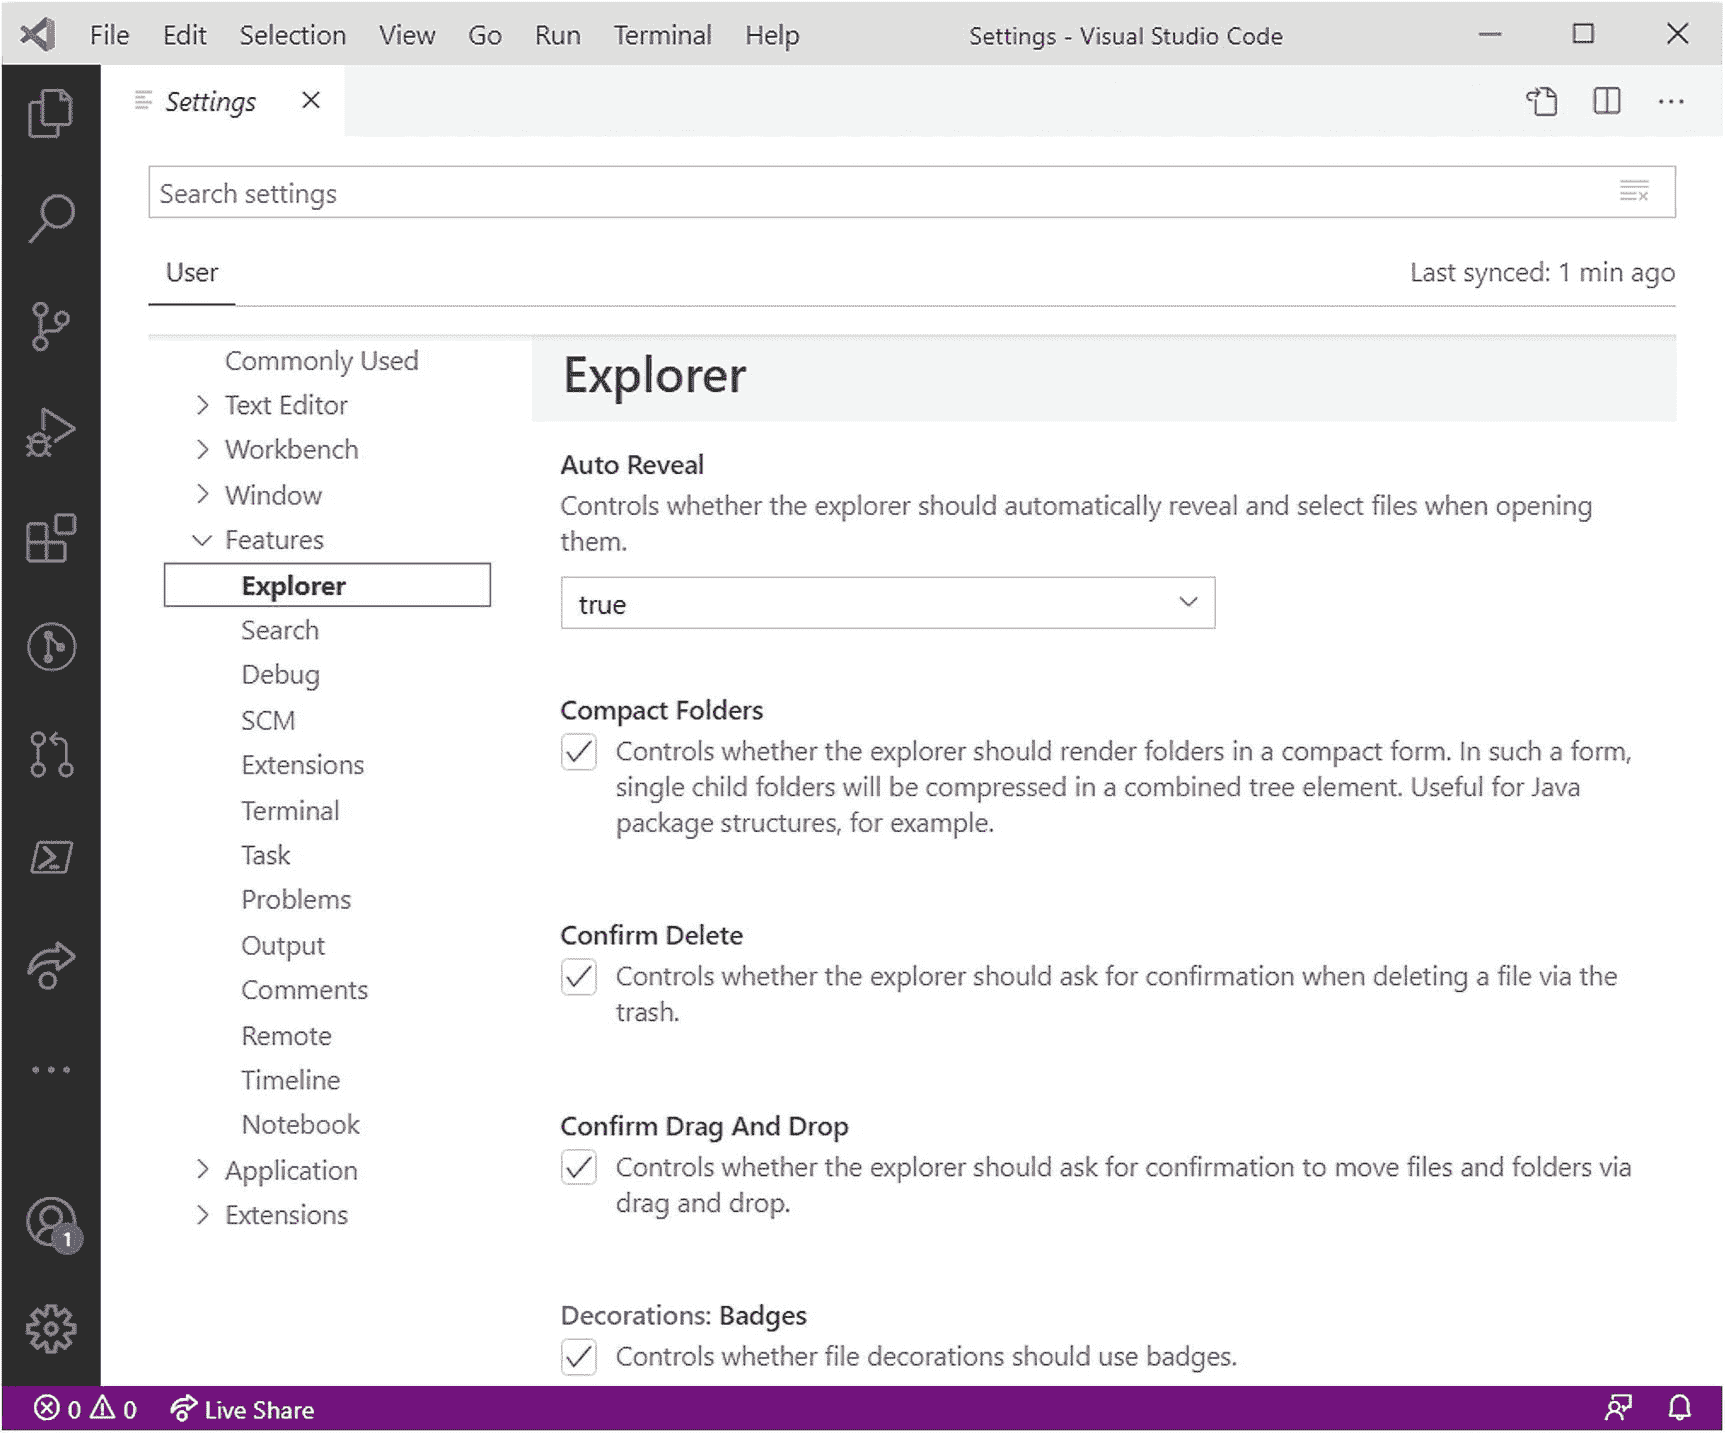 File Edit Selection View Go Run Terminal Help Settings - Visual Studio Code
Settings
Search settings
User
Last synced: 1 min ago
Commonly Used
Text Editor
Workbench
Window
Features
Explorer
Search
Debug
SCM
Extensions
Terminal
Task
Problems
Output
Comments
Remote
Timeline
Notebook
Application
Extensions
Explorer
Auto Reveal
Controls whether the explorer should automatically reveal and select files when opening
them.
true
Compact Folders
Controls whether the explorer should render folders in a compact form. In such a form,
single child folders will be compressed in a combined tree element. Useful for Java
package structures, for example.
Confirm Delete
Controls whether the explorer should ask for confirmation when deleting a file via the
trash.
Confirm Drag And Drop
Controls whether the explorer should ask for confirmation to move files and folders via
drag and drop.
Decorations: Badges
Controls whether file decorations should use badges.
1
0 0 Live Share